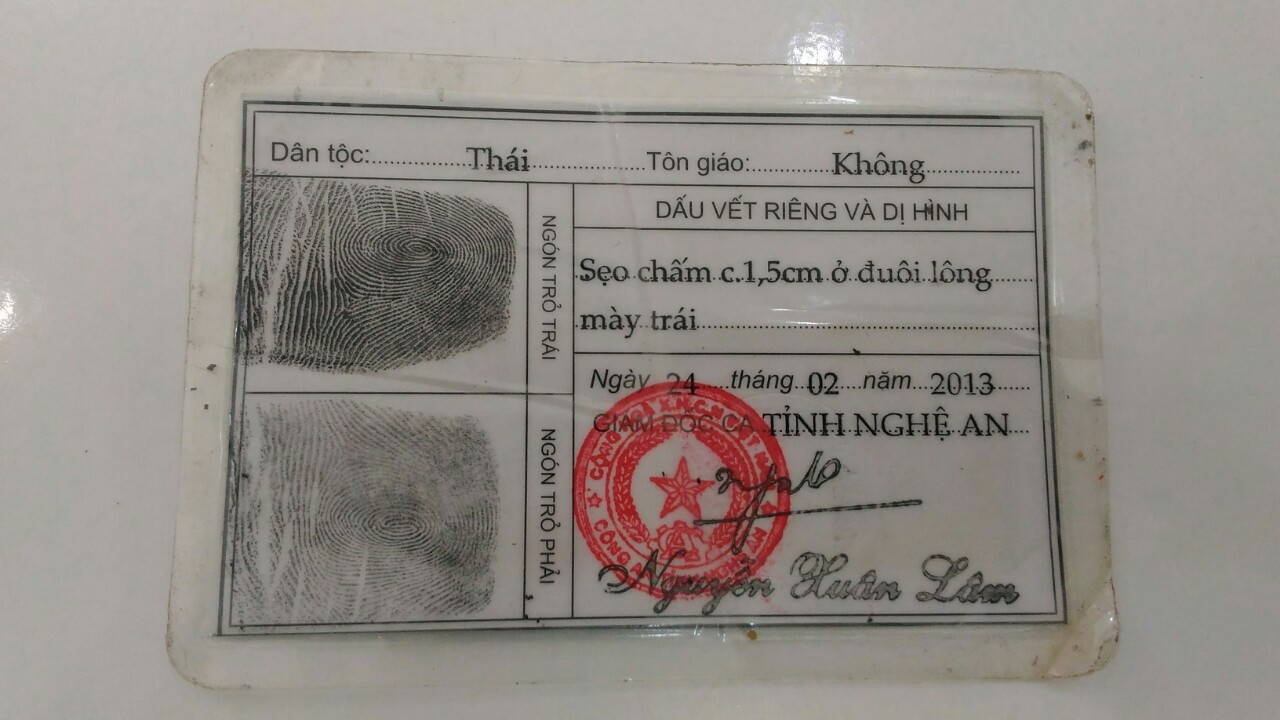 Dân tộc: Thái Tôn giáo: Không
NGÓN TRỎ TRÁI
NGÓN TRỎ PHẢI
DẤU VẾT RIÊNG VÀ DỊ HÌNH
Sẹo chấm c.1,5cm ở đuôi lông
mày trái
Ngày 24 tháng 02 năm 2013
GIÁM ĐỐC CA TỈNH NGHỆ AN
Nguyễn Xuân Lâm